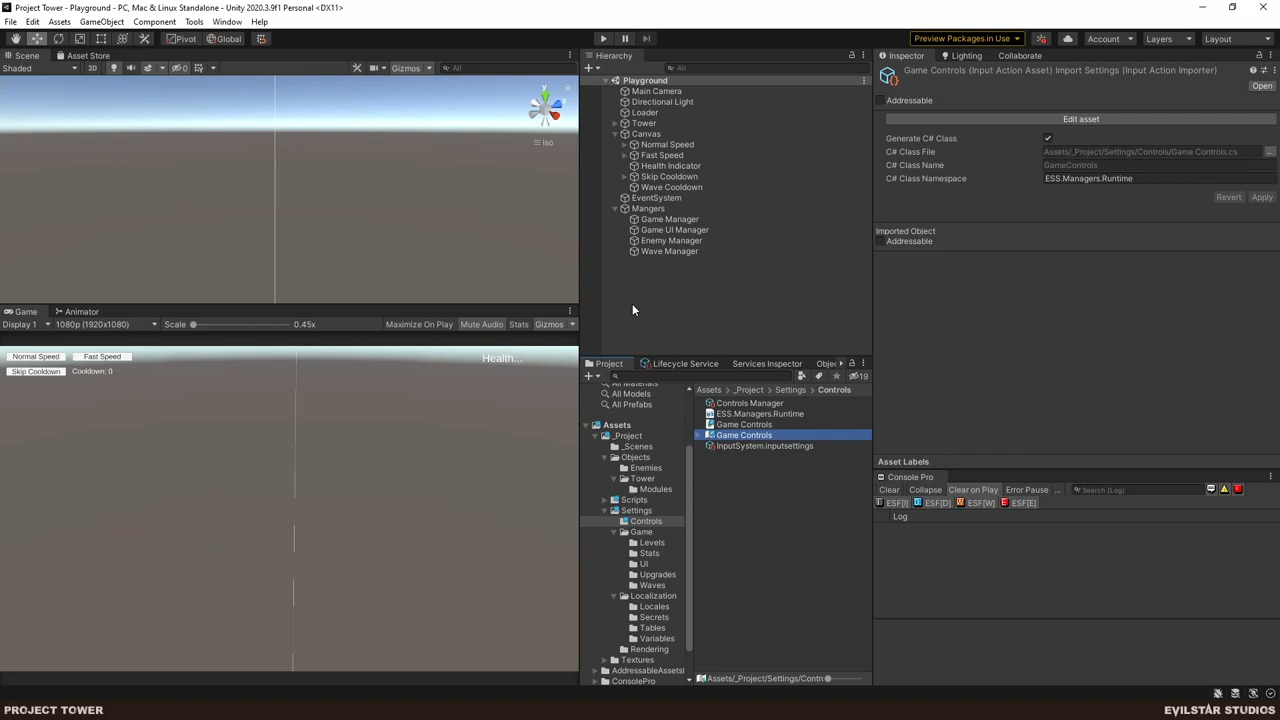 Project Tower - Playground - PC, Mac & Linux Standalone - Unity 2020.3.9f1 Personal <DX11>
File Edit Assets GameObject Component Tools Window Help
Pivot Global Preview Packages in Use Account Layers Layout
Scene Asset Store
Shaded 2D 0 Gizmos All
y
z
Iso
Game Animator
Display 1 1080p (1920x1080) Scale 0.45x Maximize On Play Mute Audio Stats Gizmos
Normal Speed Fast Speed Health...
Skip Cooldown Cooldown: 0
Hierarchy
All
Playground
Main Camera
Directional Light
Loader
Tower
Canvas
Normal Speed
Fast Speed
Health Indicator
Skip Cooldown
Wave Cooldown
EventSystem
Mangers
Game Manager
Game UI Manager
Enemy Manager
Wave Manager
Project Lifecycle Service Services Inspector Objec
19
All Materials
All Models
All Prefabs
Assets
_Project
_Scenes
Objects
Enemies
Tower
Modules
Scripts
Settings
Controls
Game
Levels
Stats
UI
Upgrades
Waves
Localization
Locales
Secrets
Tables
Variables
Rendering
Textures
AddressableAssetsI
ConsolePro
Assets _Project Settings Controls
Controls Manager
ESS.Managers.Runtime
Game Controls
Game Controls
InputSystem.inputsettings
Assets/_Project/Settings/Contr
Inspector Lighting Collaborate
Game Controls (Input Action Asset) Import Settings (Input Action Importer)
Open
Addressable
Edit asset
Generate C# Class
C# Class File Assets/_Project/Settings/Controls/Game Controls.cs ...
C# Class Name GameControls
C# Class Namespace ESS.Managers.Runtime
Revert Apply
Imported Object
Addressable
Asset Labels
Console Pro
Clear Collapse Clear on Play Error Pause ... Search (Log)
ESF[I] ESF[D] ESF[W] ESF[E]
Log
PROJECT TOWER EVILSTAR STUDIOS